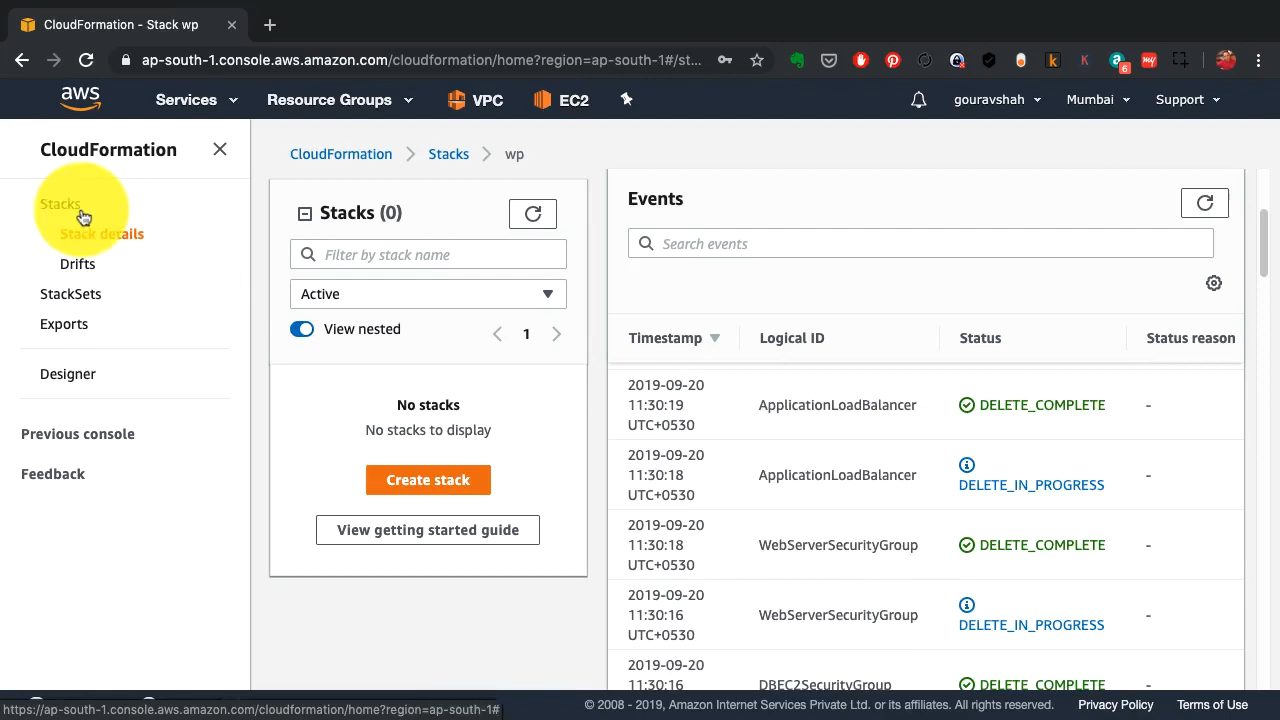 CloudFormation - Stack wp
ap-south-1.console.aws.amazon.com/cloudformation/home?region=ap-south-1#/st...
6
aws
Services
Resource Groups
VPC
EC2
gouravshah
Mumbai
Support
CloudFormation
Stacks
Stack details
Drifts
StackSets
Exports
Designer
Previous console
Feedback
CloudFormation
Stacks
wp
Stacks (0)
Filter by stack name
Active
View nested
1
No stacks
No stacks to display
Create stack
View getting started guide
Events
Search events
Timestamp Logical ID Status Status reason
2019-09-20
11:30:19 ApplicationLoadBalancer DELETE_COMPLETE -
UTC+0530
2019-09-20
11:30:18 ApplicationLoadBalancer DELETE_IN_PROGRESS -
UTC+0530
2019-09-20
11:30:18 WebServerSecurityGroup DELETE_COMPLETE -
UTC+0530
2019-09-20
11:30:16 WebServerSecurityGroup DELETE_IN_PROGRESS -
UTC+0530
2019-09-20
11:30:16 DBEC2SecurityGroup DELETE_COMPLETE -
https://ap-south-1.console.aws.amazon.com/cloudformation/home?region=ap-south-1#
© 2008 - 2019, Amazon Internet Services Private Ltd. or its affiliates. All rights reserved.
Privacy Policy
Terms of Use